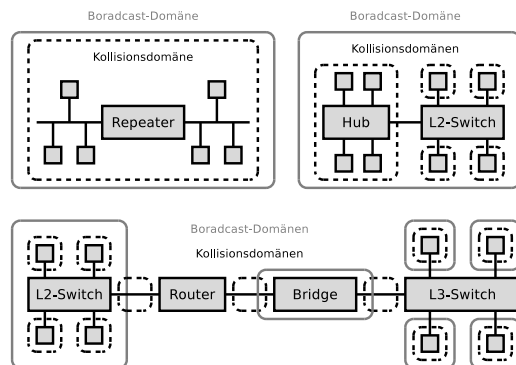 Boradcast-Domäne
Kollisionsdomäne
Repeater
Boradcast-Domäne
Kollisionsdomänen
Hub
L2-Switch
Boradcast-Domänen
Kollisionsdomänen
L2-Switch
Router
Bridge
L3-Switch